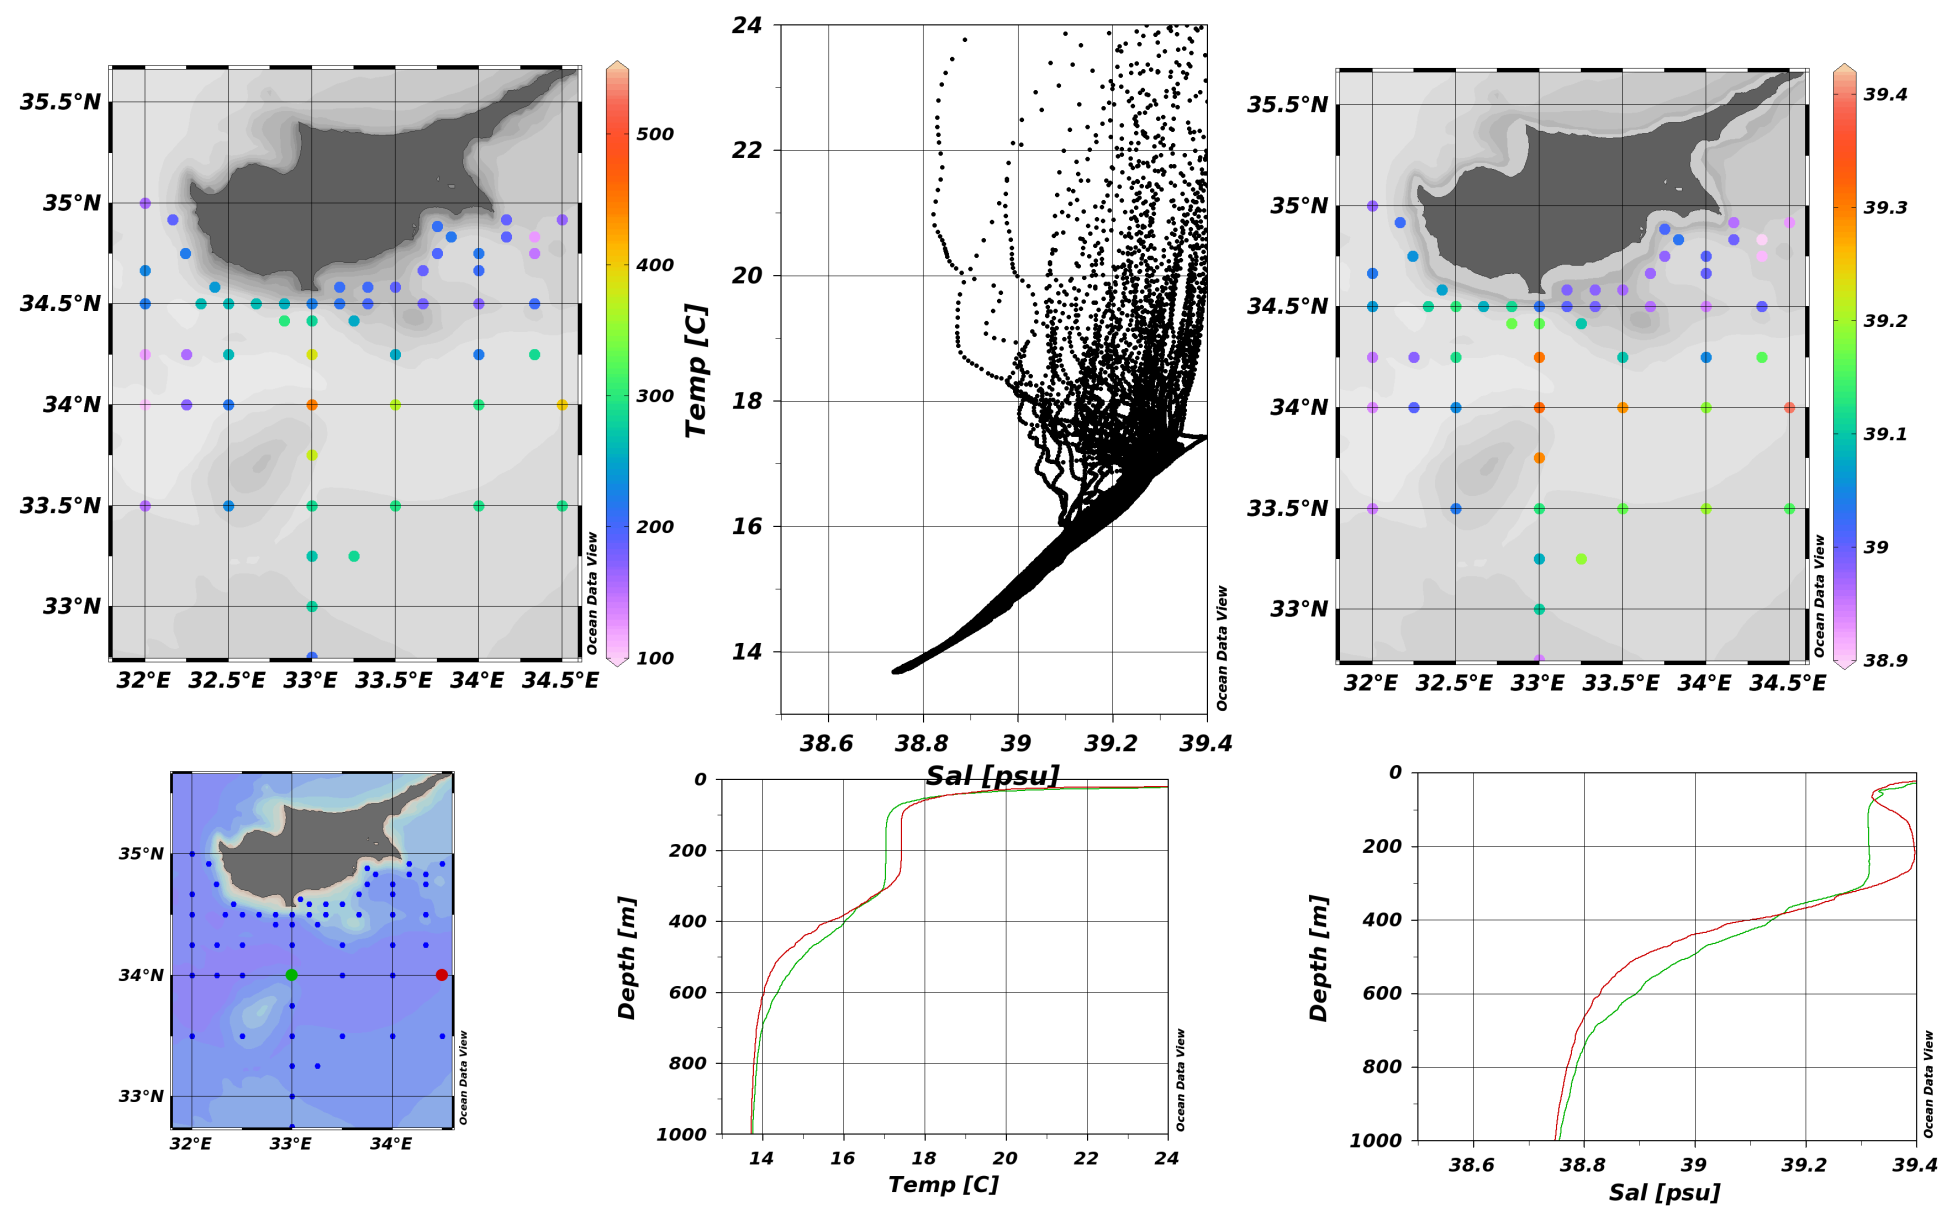 35.5°N
35°N
34.5°N
34°N
33.5°N
33°N
32°E 32.5°E 33°E 33.5°E 34°E 34.5°E
Ocean Data View
500
400
300
200
100
24
22
20
18
16
14
Temp [C]
38.6 38.8 39 39.2 39.4
Sal [psu]
Ocean Data View
35.5°N
35°N
34.5°N
34°N
33.5°N
33°N
32°E 32.5°E 33°E 33.5°E 34°E 34.5°E
Ocean Data View
39.4
39.3
39.2
39.1
39
38.9
35°N
34°N
33°N
32°E 33°E 34°E
Ocean Data View
0
200
400
600
800
1000
Depth [m]
14 16 18 20 22 24
Temp [C]
Ocean Data View
0
200
400
600
800
1000
Depth [m]
38.6 38.8 39 39.2 39.4
Sal [psu]
Ocean Data View